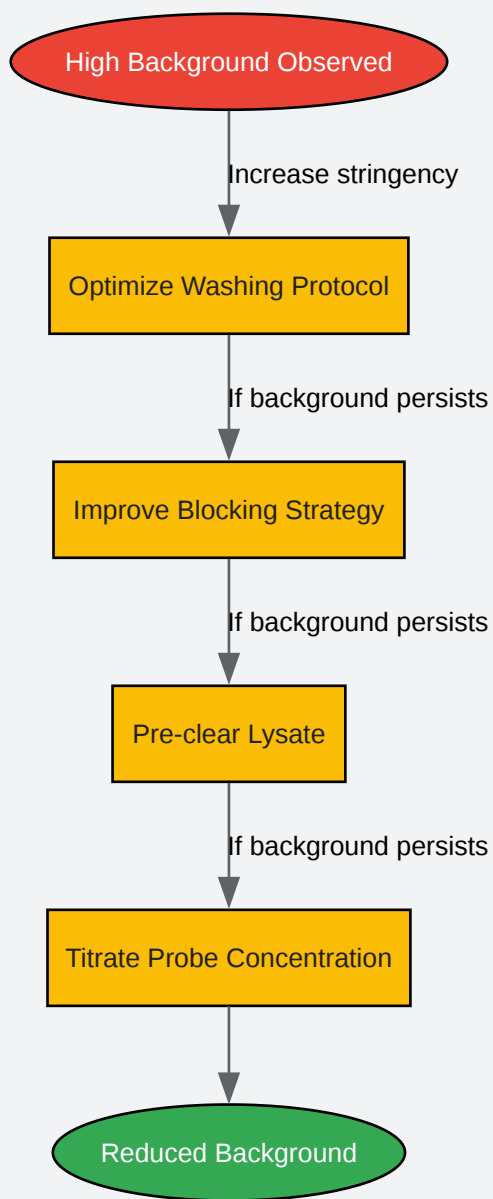 High Background Observed
Increase stringency
Optimize Washing Protocol
If background persists
Improve Blocking Strategy
If background persists
Pre-clear Lysate
If background persists
Titrate Probe Concentration
Reduced Background